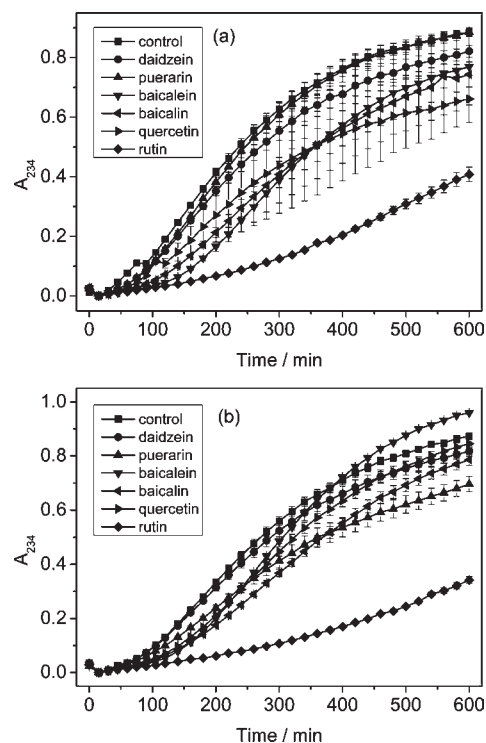 (a)
control
daidzein
puerarin
baicalein
baicalin
quercetin
rutin
A234
0.8
0.6
0.4
0.2
0.0
0 100 200 300 400 500 600
Time / min
(b)
control
daidzein
puerarin
baicalein
baicalin
quercetin
rutin
A234
1.0
0.8
0.6
0.4
0.2
0.0
0 100 200 300 400 500 600
Time / min